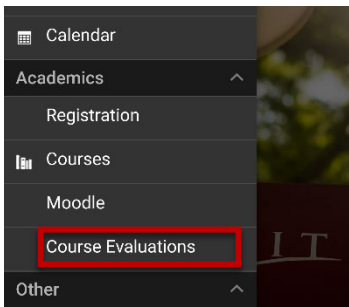 Calendar
Academics
Registration
Courses
Moodle
Course Evaluations
I T
Other